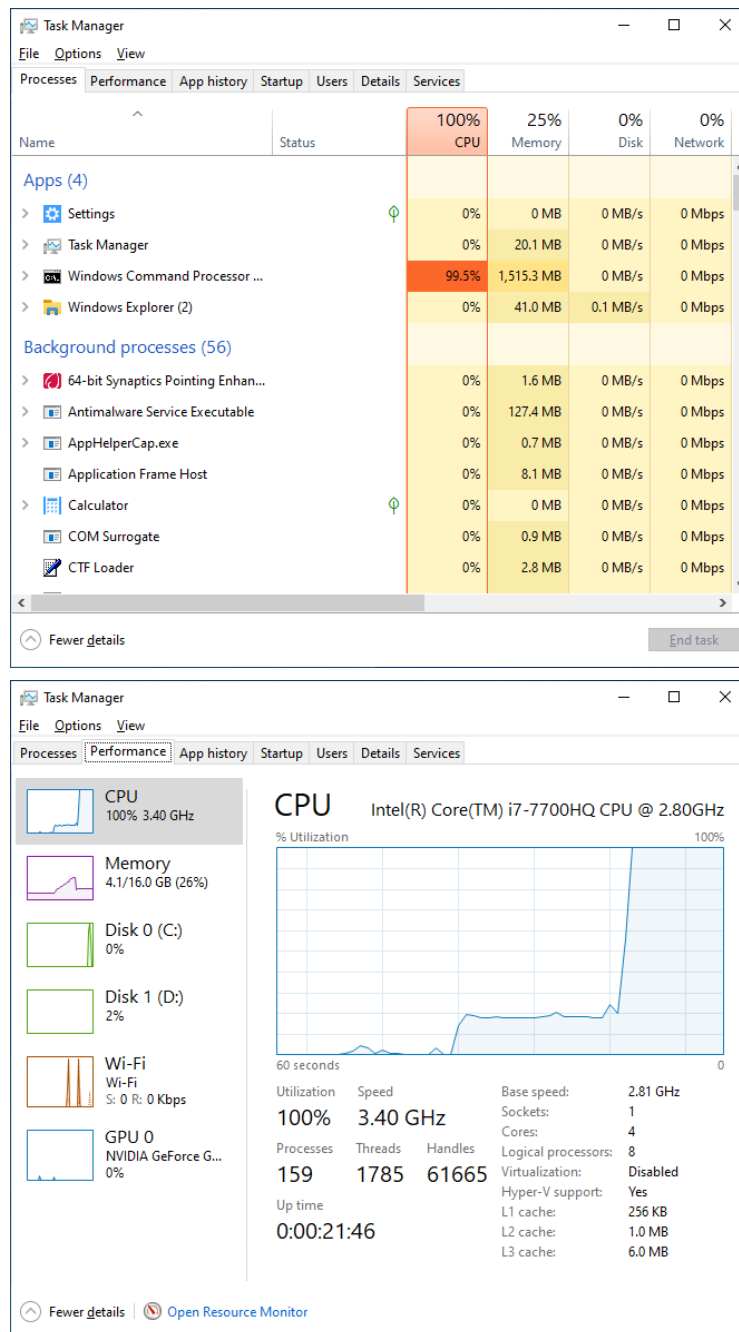 Task Manager
File Options View
Processes Performance App history Startup Users Details Services
100% 25% 0% 0%
Name Status CPU Memory Disk Network
Apps (4)
Settings 0% 0 MB 0 MB/s 0 Mbps
Task Manager 0% 20.1 MB 0 MB/s 0 Mbps
Windows Command Processor ... 99.5% 1,515.3 MB 0 MB/s 0 Mbps
Windows Explorer (2) 0% 41.0 MB 0.1 MB/s 0 Mbps
Background processes (56)
64-bit Synaptics Pointing Enhan... 0% 1.6 MB 0 MB/s 0 Mbps
Antimalware Service Executable 0% 127.4 MB 0 MB/s 0 Mbps
AppHelperCap.exe 0% 0.7 MB 0 MB/s 0 Mbps
Application Frame Host 0% 8.1 MB 0 MB/s 0 Mbps
Calculator 0% 0 MB 0 MB/s 0 Mbps
COM Surrogate 0% 0.9 MB 0 MB/s 0 Mbps
CTF Loader 0% 2.8 MB 0 MB/s 0 Mbps
Fewer details End task
Task Manager
File Options View
Processes Performance App history Startup Users Details Services
CPU
100% 3.40 GHz
Memory
4.1/16.0 GB (26%)
Disk 0 (C:)
0%
Disk 1 (D:)
2%
Wi-Fi
Wi-Fi
S: 0 R: 0 Kbps
GPU 0
NVIDIA GeForce G...
0%
CPU Intel(R) Core(TM) i7-7700HQ CPU @ 2.80GHz
% Utilization 100%
60 seconds 0
Utilization Speed
100% 3.40 GHz
Processes Threads Handles
159 1785 61665
Up time
0:00:21:46
Base speed: 2.81 GHz
Sockets: 1
Cores: 4
Logical processors: 8
Virtualization: Disabled
Hyper-V support: Yes
L1 cache: 256 KB
L2 cache: 1.0 MB
L3 cache: 6.0 MB
Fewer details Open Resource Monitor